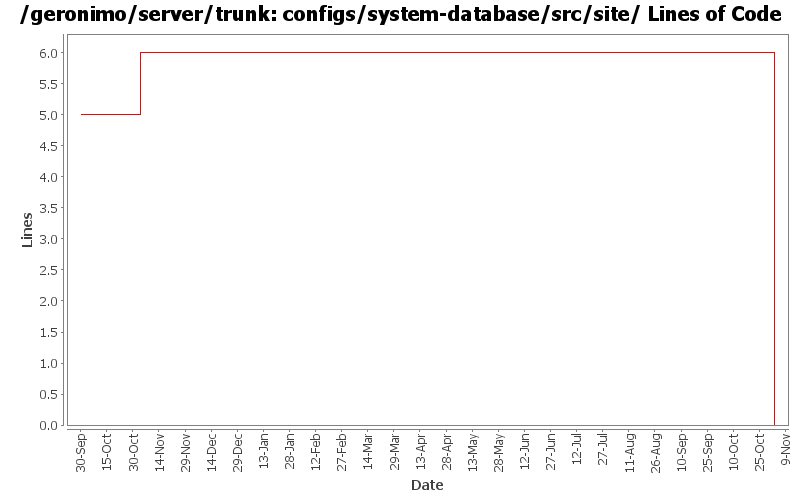 /geronimo/server/trunk: configs/system-database/src/site/ Lines of Code
6.0
5.5
5.0
4.5
4.0
3.5
3.0
2.5
2.0
1.5
1.0
0.5
0.0
Lines
30-Sep
15-Oct
30-Oct
14-Nov
29-Nov
14-Dec
29-Dec
13-Jan
28-Jan
12-Feb
27-Feb
14-Mar
29-Mar
13-Apr
28-Apr
13-May
28-May
12-Jun
27-Jun
12-Jul
27-Jul
11-Aug
26-Aug
10-Sep
25-Sep
10-Oct
25-Oct
9-Nov
Date